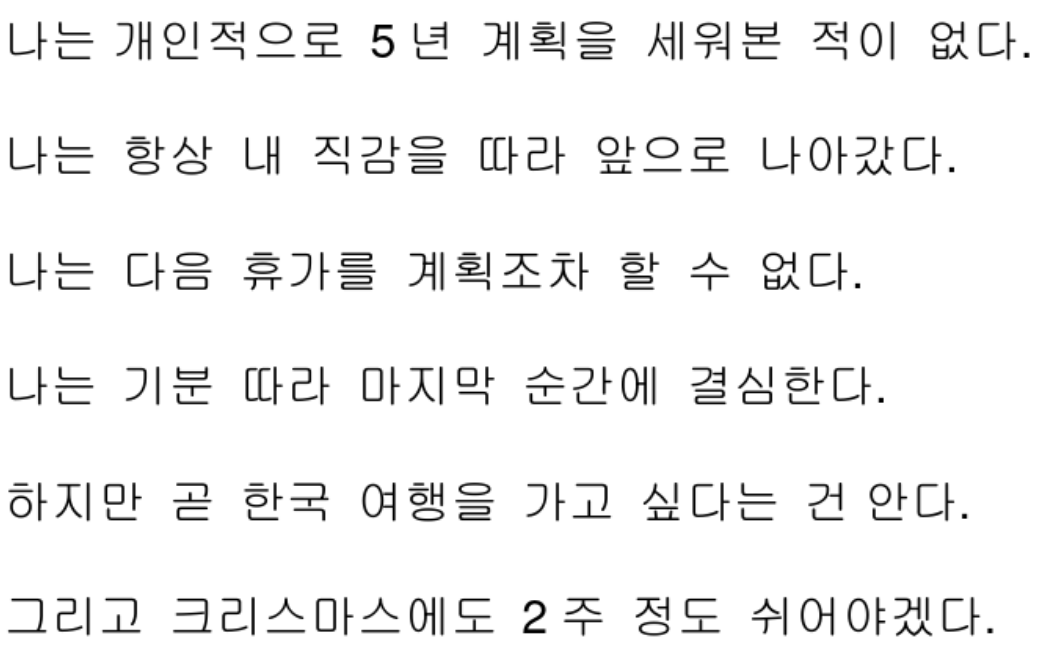 나는 개인적으로 5년 계획을 세워본 적이 없다.
나는 항상 내 직감을 따라 앞으로 나아갔다.
나는 다음 휴가를 계획조차 할 수 없다.
나는 기분 따라 마지막 순간에 결심한다.
하지만 곧 한국 여행을 가고 싶다는 건 안다.
그리고 크리스마스에도 2주 정도 쉬어야겠다.